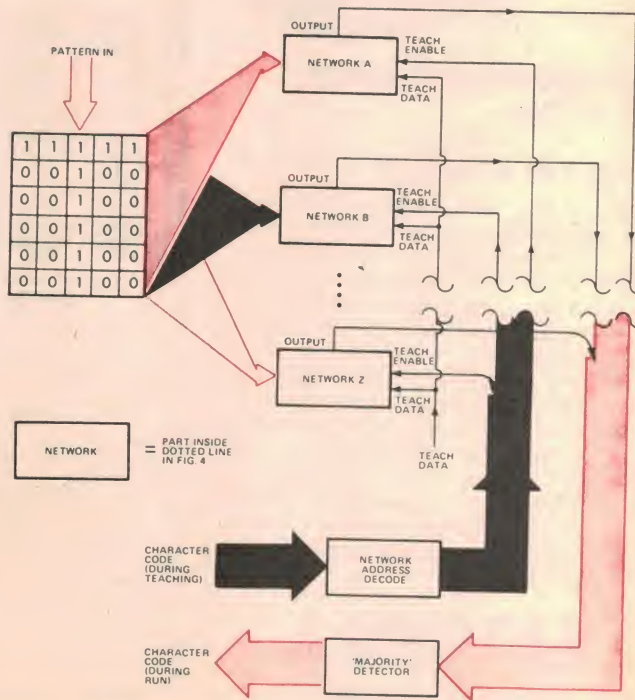 OUTPUT
PATTERN IN
TEACH
ENABLE
NETWORK A
TEACH
DATA
1 1 1 1 1
0 0 1 0 0
0 0 1 0 0
0 0 1 0 0
0 0 1 0 0
0 0 1 0 0
OUTPUT
TEACH
ENABLE
NETWORK B
TEACH
DATA
OUTPUT
TEACH
ENABLE
NETWORK Z
TEACH
DATA
TEACH
DATA
NETWORK
= PART INSIDE
DOTTED LINE
IN FIG. 4
CHARACTER
CODE
(DURING
TEACHING)
NETWORK
ADDRESS
DECODE
CHARACTER
CODE
(DURING
RUN)
'MAJORITY'
DETECTOR